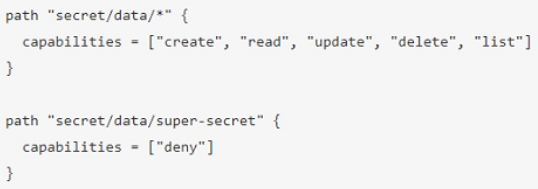 path "secret/data/*" {
  capabilities = ["create", "read", "update", "delete", "list"]
}
path "secret/data/super-secret" {
  capabilities = ["deny"]
}